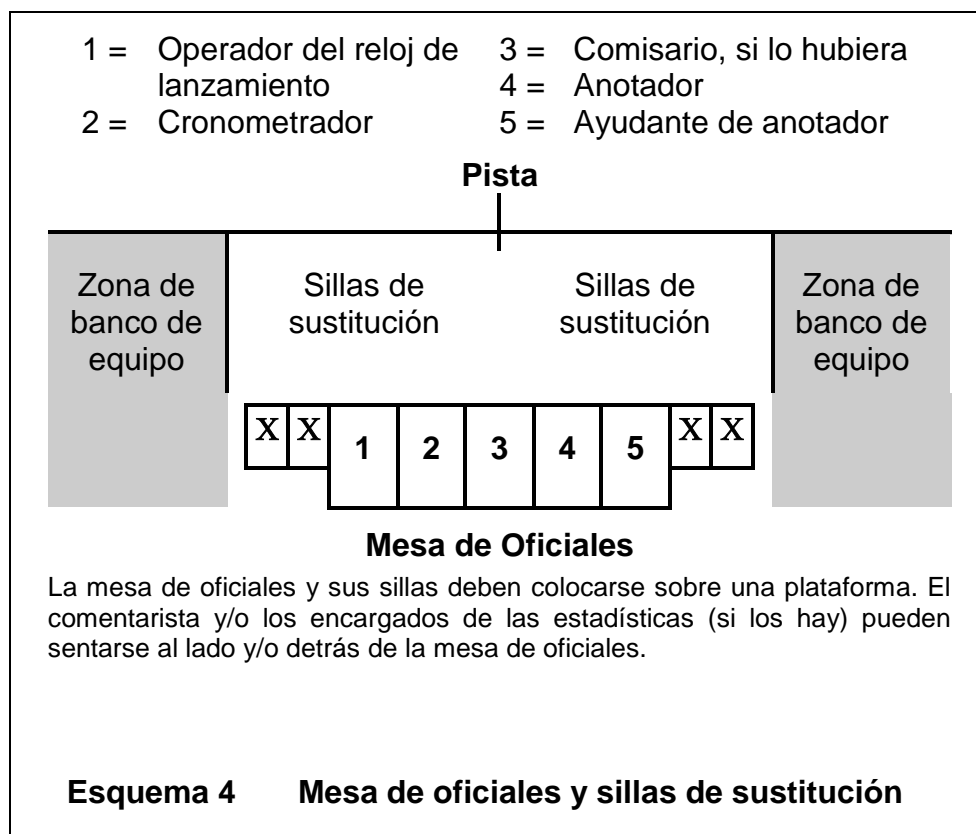 1 = Operador del reloj de lanzamiento
2 = Cronometrador
3 = Comisario, si lo hubiera
4 = Anotador
5 = Ayudante de anotador
Pista
Zona de banco de equipo
Sillas de sustitución
Sillas de sustitución
Zona de banco de equipo
X X 1 2 3 4 5 X X
Mesa de Oficiales
La mesa de oficiales y sus sillas deben colocarse sobre una plataforma. El
comentarista y/o los encargados de las estadísticas (si los hay) pueden
sentarse al lado y/o detrás de la mesa de oficiales.
Esquema 4 Mesa de oficiales y sillas de sustitución